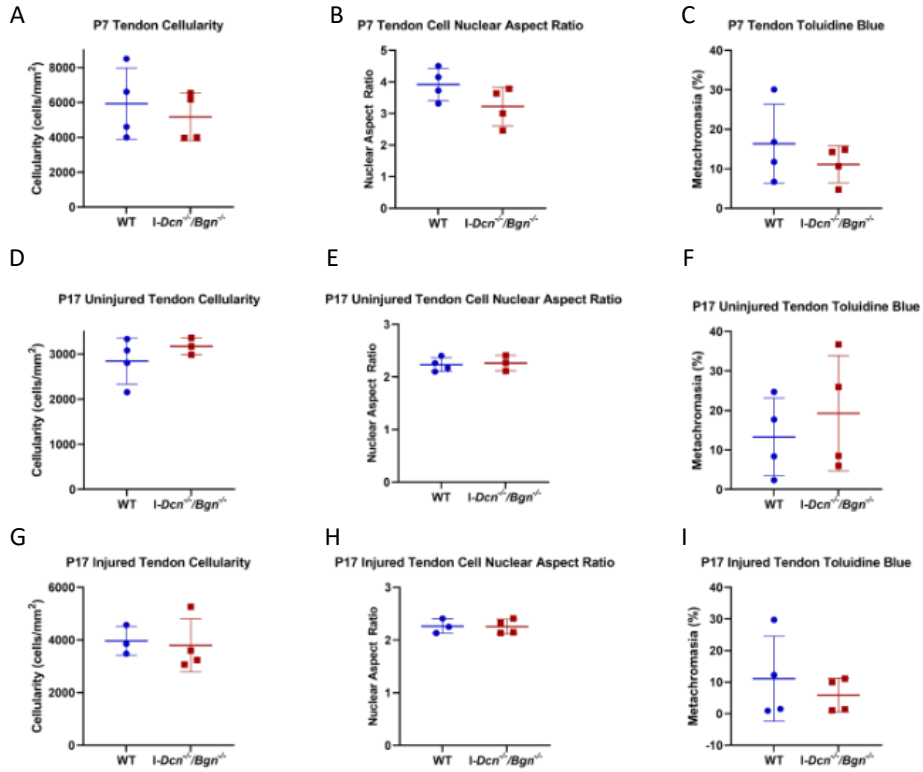 A
P7 Tendon Cellularity
Cellularity (cells/mm²)
8000
6000
4000
2000
0
WT
I-Dcn⁻/⁻/Bgn⁻/⁻
B
P7 Tendon Cell Nuclear Aspect Ratio
Nuclear Aspect Ratio
5
4
3
2
1
0
WT
I-Dcn⁻/⁻/Bgn⁻/⁻
C
P7 Tendon Toluidine Blue
Metachromasia (%)
40
30
20
10
0
WT
I-Dcn⁻/⁻/Bgn⁻/⁻
D
P17 Uninjured Tendon Cellularity
Cellularity (cells/mm²)
3000
2000
1000
0
WT
I-Dcn⁻/⁻/Bgn⁻/⁻
E
P17 Uninjured Tendon Cell Nuclear Aspect Ratio
Nuclear Aspect Ratio
3
2
1
0
WT
I-Dcn⁻/⁻/Bgn⁻/⁻
F
P17 Uninjured Tendon Toluidine Blue
Metachromasia (%)
40
30
20
10
0
WT
I-Dcn⁻/⁻/Bgn⁻/⁻
G
P17 Injured Tendon Cellularity
Cellularity (cells/mm²)
6000
4000
2000
0
WT
I-Dcn⁻/⁻/Bgn⁻/⁻
H
P17 Injured Tendon Cell Nuclear Aspect Ratio
Nuclear Aspect Ratio
3
2
1
0
WT
I-Dcn⁻/⁻/Bgn⁻/⁻
I
P17 Injured Tendon Toluidine Blue
Metachromasia (%)
40
30
20
10
0
-10
WT
I-Dcn⁻/⁻/Bgn⁻/⁻